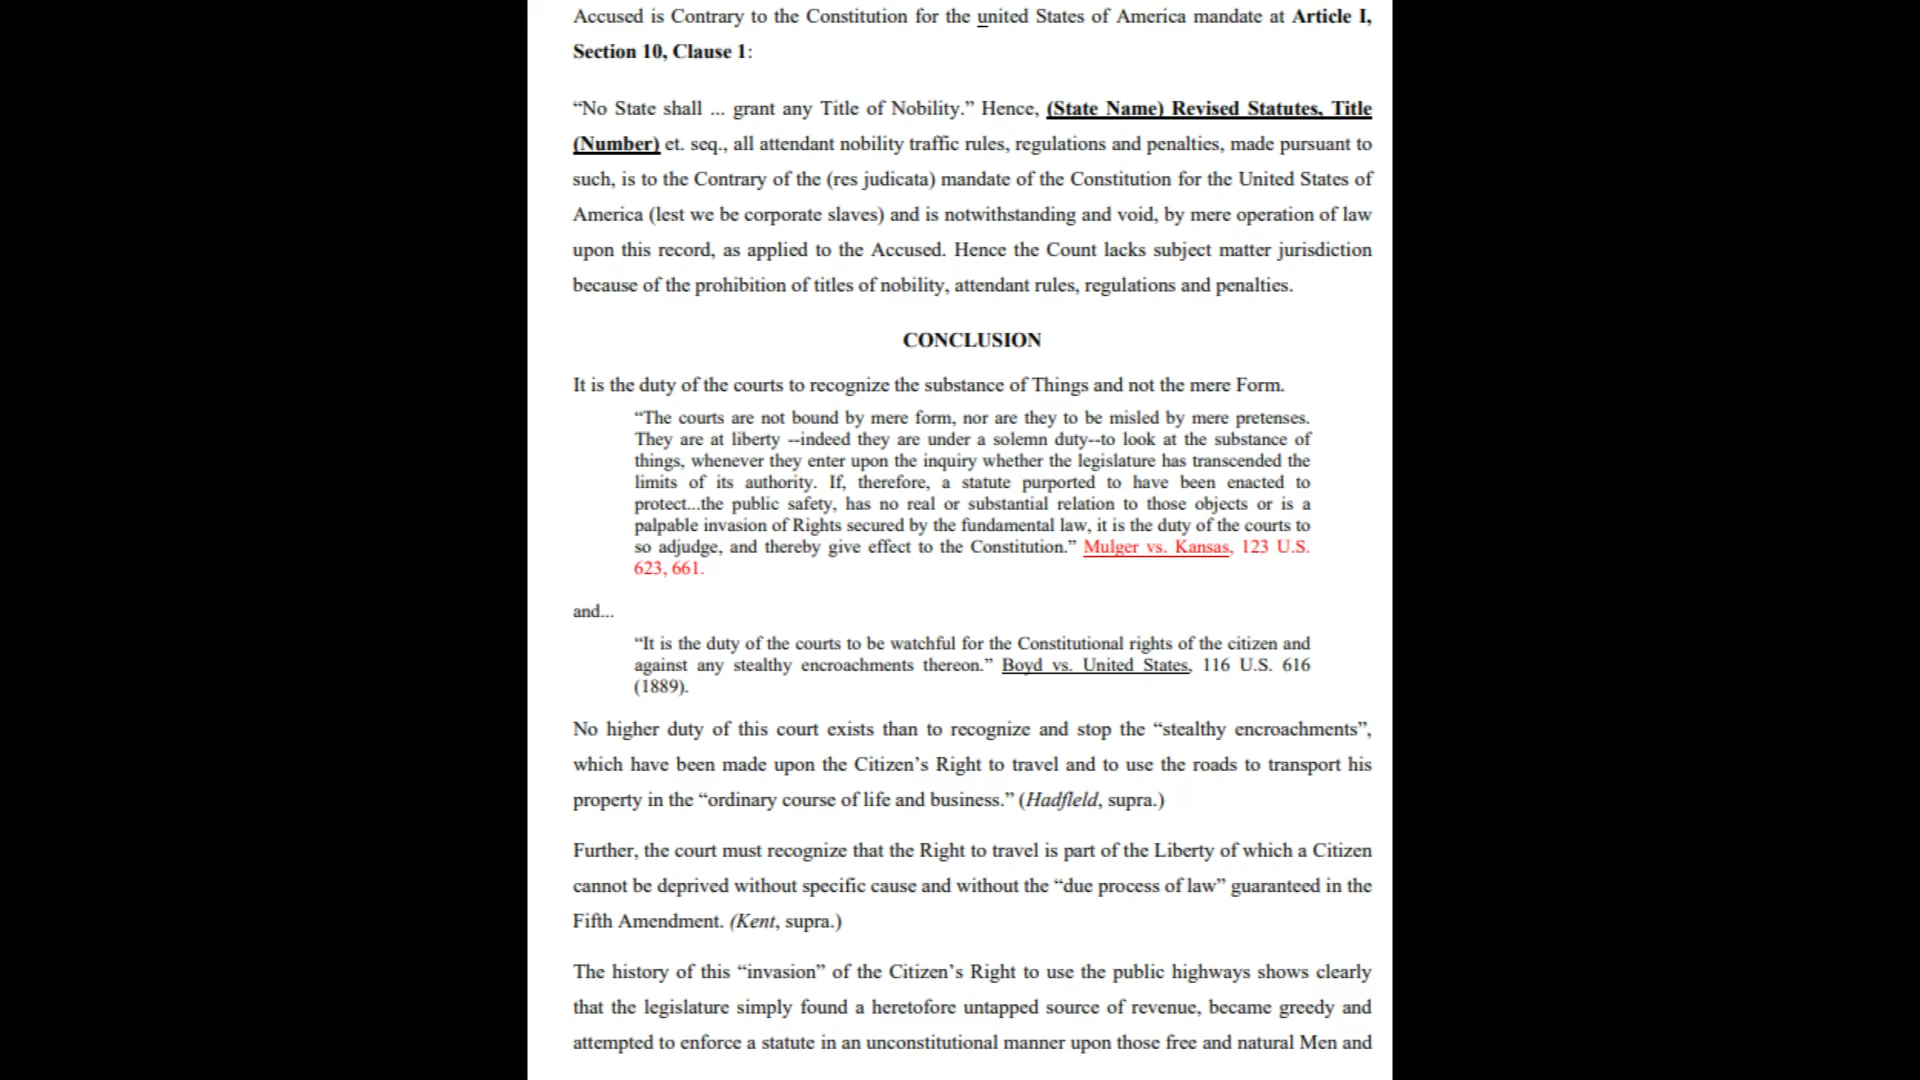 Accused is Contrary to the Constitution for the united States of America mandate at Article I,
Section 10, Clause 1:
“No State shall ... grant any Title of Nobility.” Hence, (State Name) Revised Statutes, Title
(Number) et. seq., all attendant nobility traffic rules, regulations and penalties, made pursuant to
such, is to the Contrary of the (res judicata) mandate of the Constitution for the United States of
America (lest we be corporate slaves) and is notwithstanding and void, by mere operation of law
upon this record, as applied to the Accused. Hence the Count lacks subject matter jurisdiction
because of the prohibition of titles of nobility, attendant rules, regulations and penalties.
CONCLUSION
It is the duty of the courts to recognize the substance of Things and not the mere Form.
“The courts are not bound by mere form, nor are they to be misled by mere pretenses.
They are at liberty --indeed they are under a solemn duty--to look at the substance of
things, whenever they enter upon the inquiry whether the legislature has transcended the
limits of its authority. If, therefore, a statute purported to have been enacted to
protect...the public safety, has no real or substantial relation to those objects or is a
palpable invasion of Rights secured by the fundamental law, it is the duty of the courts to
so adjudge, and thereby give effect to the Constitution.” Mulger vs. Kansas, 123 U.S.
623, 661.
and...
“It is the duty of the courts to be watchful for the Constitutional rights of the citizen and
against any stealthy encroachments thereon.” Boyd vs. United States, 116 U.S. 616
(1889).
No higher duty of this court exists than to recognize and stop the “stealthy encroachments”,
which have been made upon the Citizen’s Right to travel and to use the roads to transport his
property in the “ordinary course of life and business.” (Hadfleld, supra.)
Further, the court must recognize that the Right to travel is part of the Liberty of which a Citizen
cannot be deprived without specific cause and without the “due process of law” guaranteed in the
Fifth Amendment. (Kent, supra.)
The history of this “invasion” of the Citizen’s Right to use the public highways shows clearly
that the legislature simply found a heretofore untapped source of revenue, became greedy and
attempted to enforce a statute in an unconstitutional manner upon those free and natural Men and